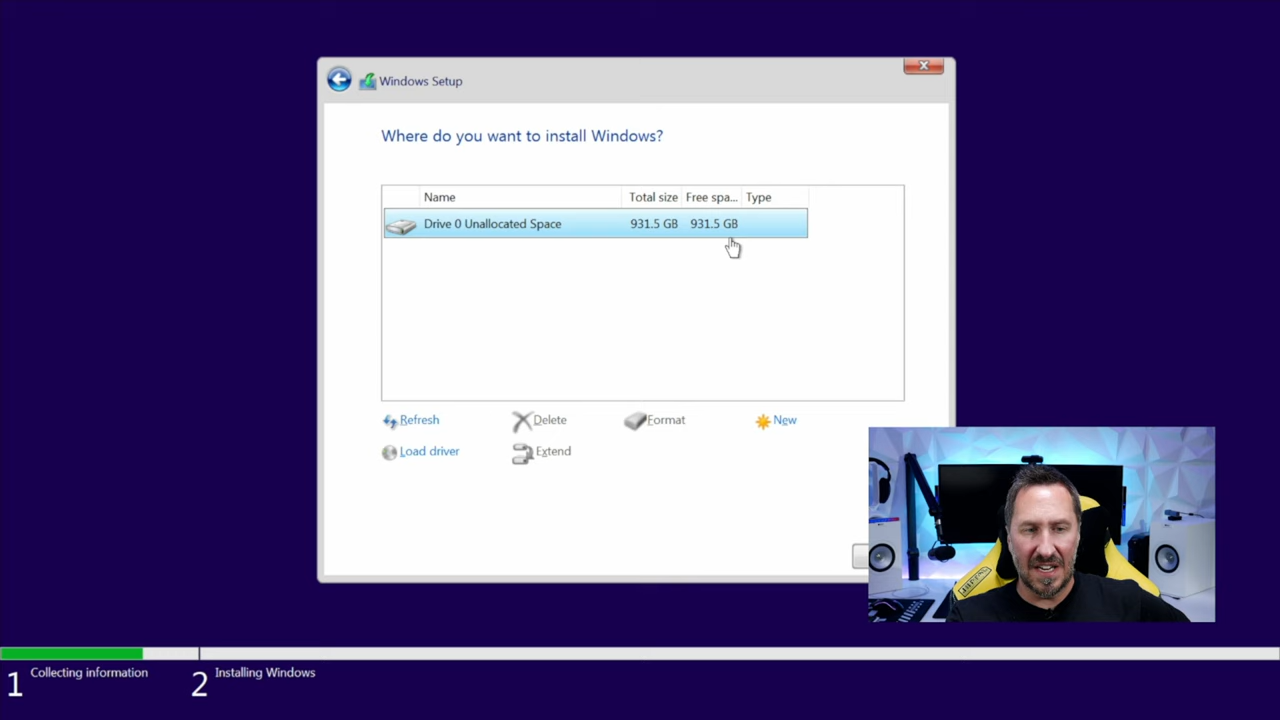 Windows Setup
Where do you want to install Windows?
Name Total size Free spa... Type
Drive 0 Unallocated Space 931.5 GB 931.5 GB
Refresh Delete Format New
Load driver Extend
1 Collecting information 2 Installing Windows